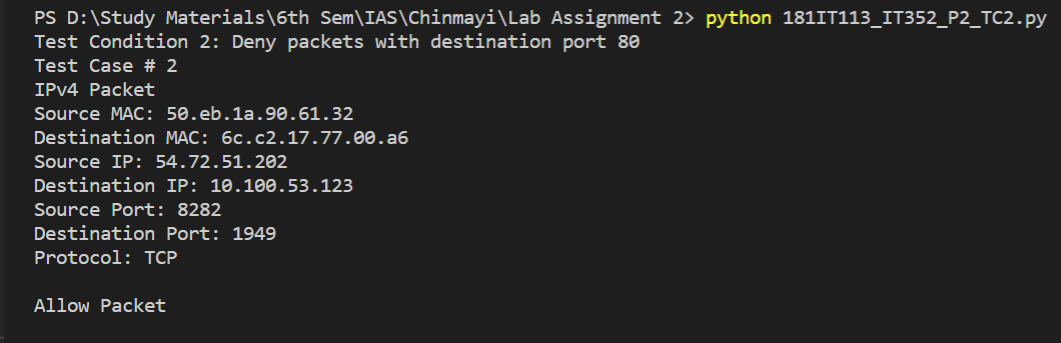 PS D:\Study Materials\6th Sem\IAS\Chinmayi\Lab Assignment 2> python 181IT113_IT352_P2_TC2.py
Test Condition 2: Deny packets with destination port 80
Test Case # 2
IPv4 Packet
Source MAC: 50.eb.1a.90.61.32
Destination MAC: 6c.c2.17.77.00.a6
Source IP: 54.72.51.202
Destination IP: 10.100.53.123
Source Port: 8282
Destination Port: 1949
Protocol: TCP
Allow Packet